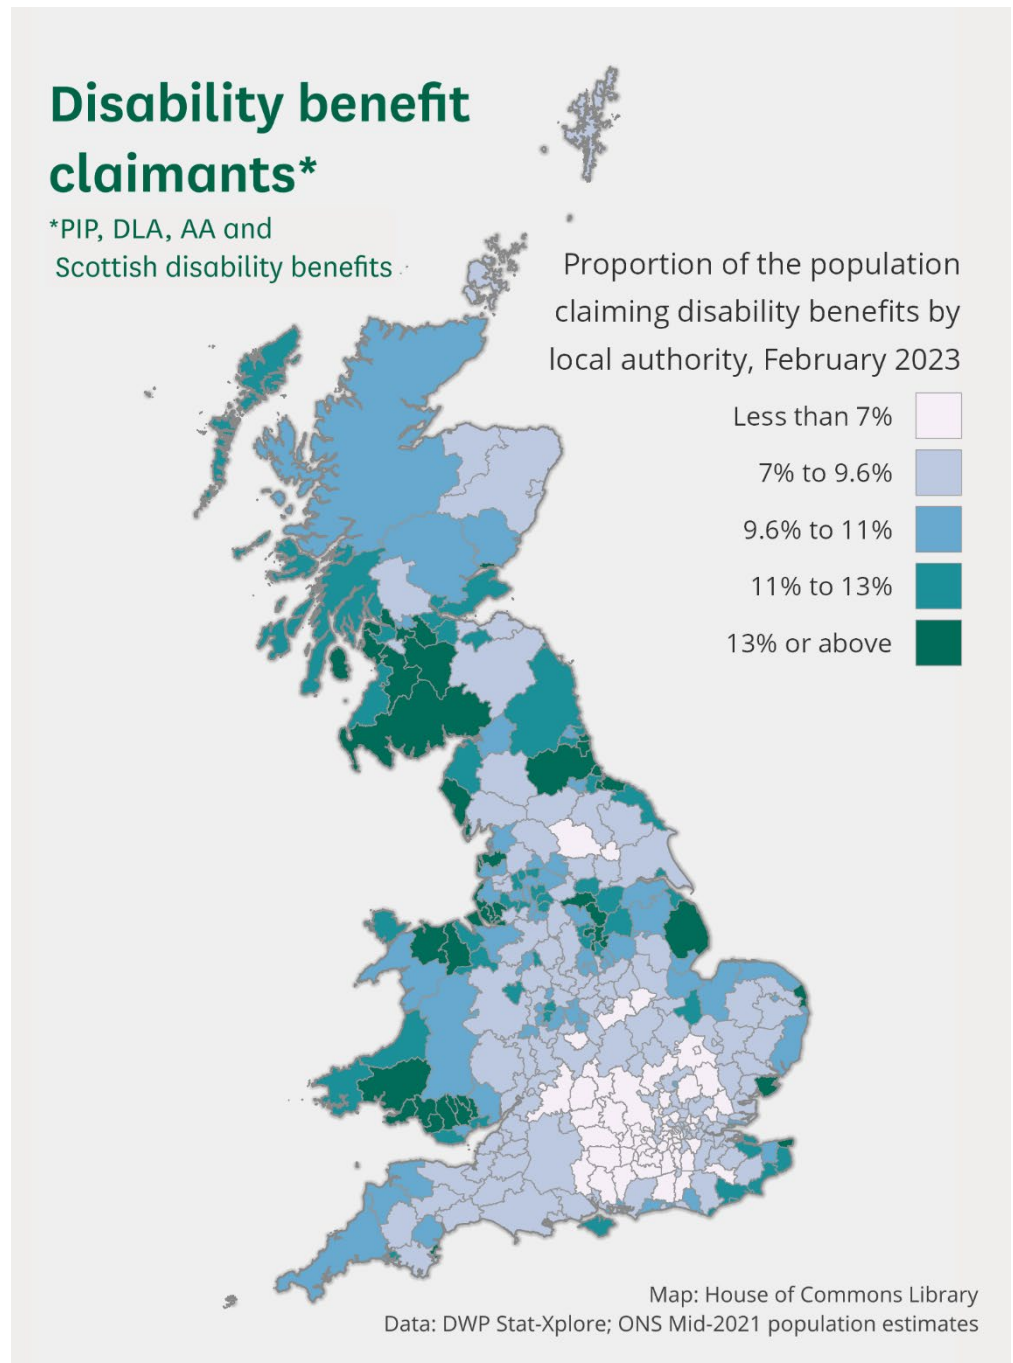 Disability benefit
claimants*
*PIP, DLA, AA and
Scottish disability benefits
Proportion of the population
claiming disability benefits by
local authority, February 2023
Less than 7%
7% to 9.6%
9.6% to 11%
11% to 13%
13% or above
Map: House of Commons Library
Data: DWP Stat-Xplore; ONS Mid-2021 population estimates